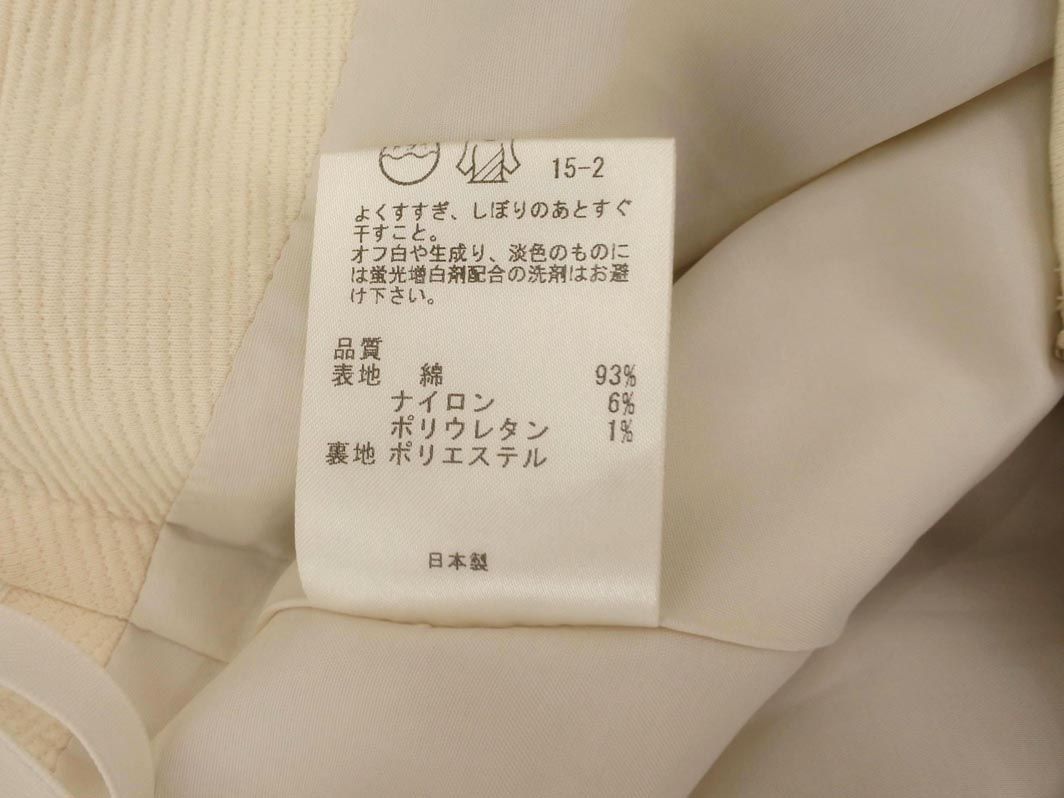 15-2
よくすすぎ、しぼりのあとすぐ
干すこと。
オフ白や生成り、淡色のものに
は蛍光増白剤配合の洗剤はお避
け下さい。
品質
表地 綿 93%
ナイロン 6%
ポリウレタン 1%
裏地 ポリエステル
日本製